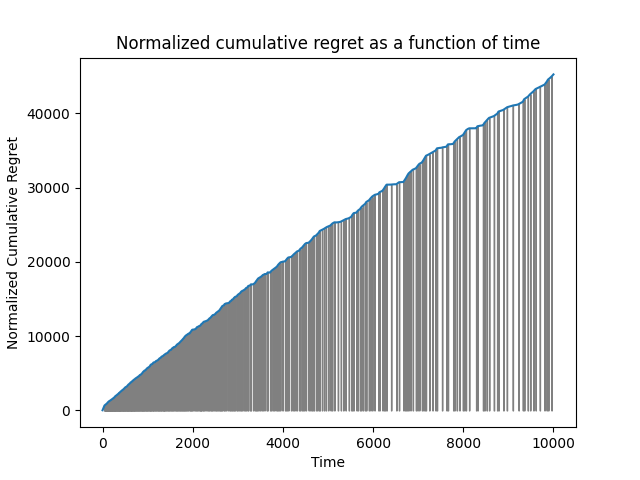 Normalized cumulative regret as a function of time
Normalized Cumulative Regret
40000
30000
20000
10000
0
0 2000 4000 6000 8000 10000
Time